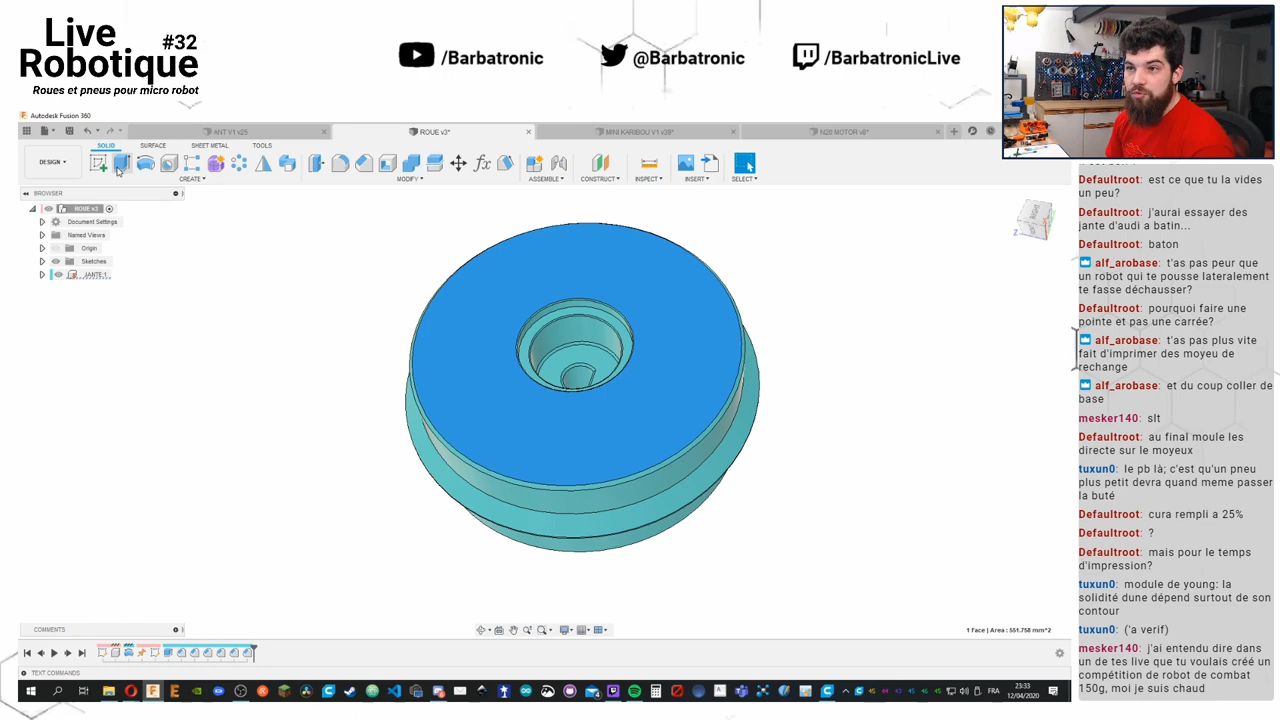 Live
Robotique #32
Roues et pneus pour micro robot
/Barbatronic
@Barbatronic
/BarbatronicLive
Autodesk Fusion 360
ANT V1 v25
ROUE v3*
MINI KARIBOU V1 v38*
N20 MOTOR v8*
SOLID
SURFACE
SHEET METAL
TOOLS
DESIGN
CREATE
MODIFY
ASSEMBLE
CONSTRUCT
INSPECT
INSERT
SELECT
BROWSER
ROUE v3
Document Settings
Named Views
Origin
Sketches
JANTE:1
Z
COMMENTS
1 Face | Area : 551.758 mm^2
TEXT COMMANDS
FRA
23:33
12/04/2020
Defaultroot: est ce que tu la vides
un peu?
Defaultroot: j'aurai essayer des
jante d'audi a batin...
Defaultroot: baton
alf_arobase: t'as pas peur que
un robot qui te pousse lateralement
te fasse déchausser?
Defaultroot: pourquoi faire une
pointe et pas une carrée?
alf_arobase: t'as pas plus vite
fait d'imprimer des moyeu de
rechange
alf_arobase: et du coup coller de
base
mesker140: slt
Defaultroot: au final moule les
directe sur le moyeux
tuxun0: le pb là; c'est qu'un pneu
plus petit devra quand meme passer
la buté
Defaultroot: cura rempli a 25%
Defaultroot: ?
Defaultroot: mais pour le temps
d'impression?
tuxun0: module de young: la
solidité dune dépend surtout de son
contour
tuxun0: ('a verif)
mesker140: j'ai entendu dire dans
un de tes live que tu voulais créé un
compétition de robot de combat
150g, moi je suis chaud